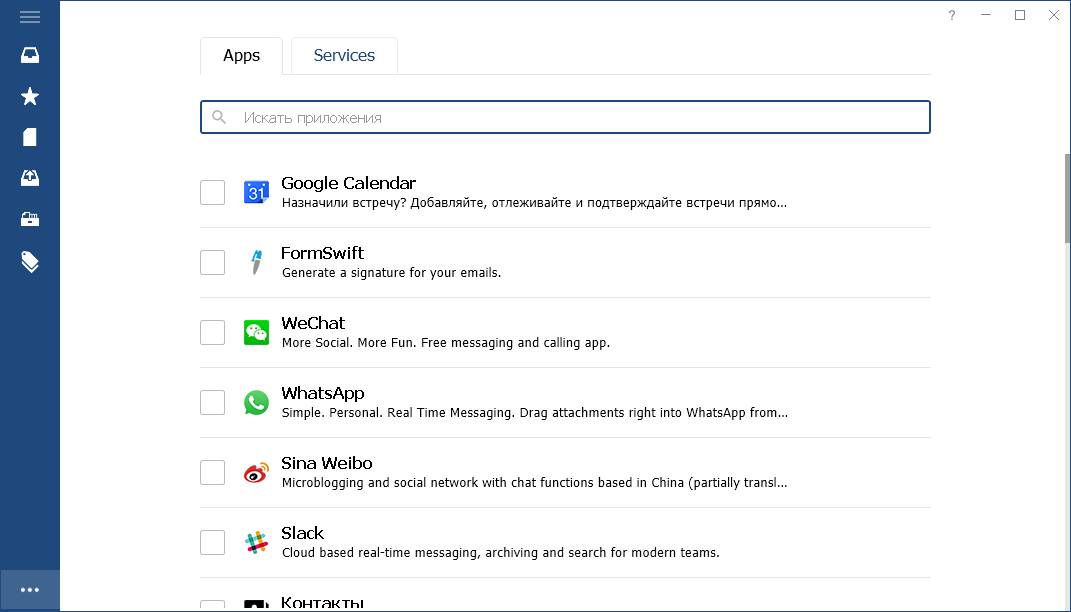 ?
Apps
Services
Искать приложения
31
Google Calendar
Назначили встречу? Добавляйте, отлеживайте и подтверждайте встречи прямо...
FormSwift
Generate a signature for your emails.
WeChat
More Social. More Fun. Free messaging and calling app.
WhatsApp
Simple. Personal. Real Time Messaging. Drag attachments right into WhatsApp from...
Sina Weibo
Microblogging and social network with chat functions based in China (partially transl...
Slack
Cloud based real-time messaging, archiving and search for modern teams.
Контакты